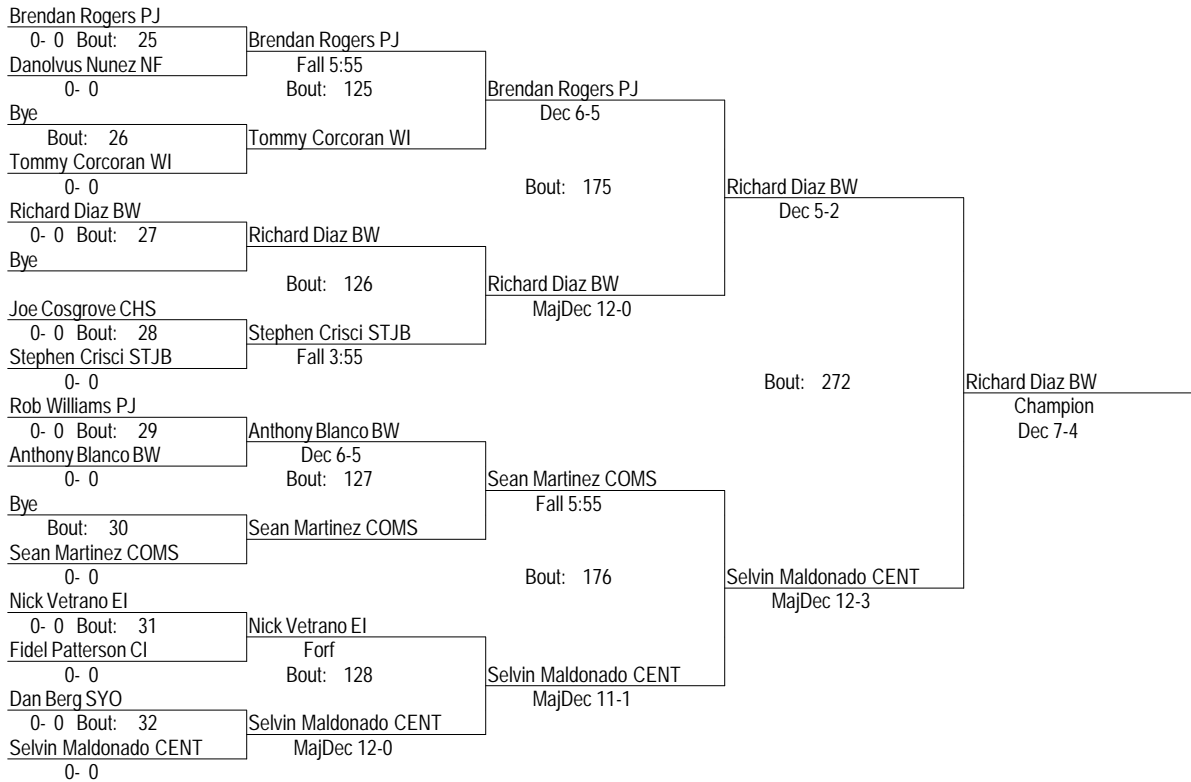 Brendan Rogers PJ
0- 0 Bout: 25
Brendan Rogers PJ
Danolvus Nunez NF
Fall 5:55
0- 0
Bout: 125
Brendan Rogers PJ
Bye
Dec 6-5
Bout: 26
Tommy Corcoran WI
Tommy Corcoran WI
0- 0
Bout: 175
Richard Diaz BW
Richard Diaz BW
Dec 5-2
0- 0 Bout: 27
Richard Diaz BW
Bye
Bout: 126
Richard Diaz BW
Joe Cosgrove CHS
MajDec 12-0
0- 0 Bout: 28
Stephen Crisci STJB
Stephen Crisci STJB
Fall 3:55
0- 0
Bout: 272
Richard Diaz BW
Rob Williams PJ
Champion
0- 0 Bout: 29
Anthony Blanco BW
Dec 7-4
Anthony Blanco BW
Dec 6-5
0- 0
Bout: 127
Sean Martinez COMS
Bye
Fall 5:55
Bout: 30
Sean Martinez COMS
Sean Martinez COMS
0- 0
Bout: 176
Selvin Maldonado CENT
Nick Vetrano EI
MajDec 12-3
0- 0 Bout: 31
Nick Vetrano EI
Fidel Patterson CI
Forf
0- 0
Bout: 128
Selvin Maldonado CENT
Dan Berg SYO
MajDec 11-1
0- 0 Bout: 32
Selvin Maldonado CENT
Selvin Maldonado CENT
MajDec 12-0
0- 0